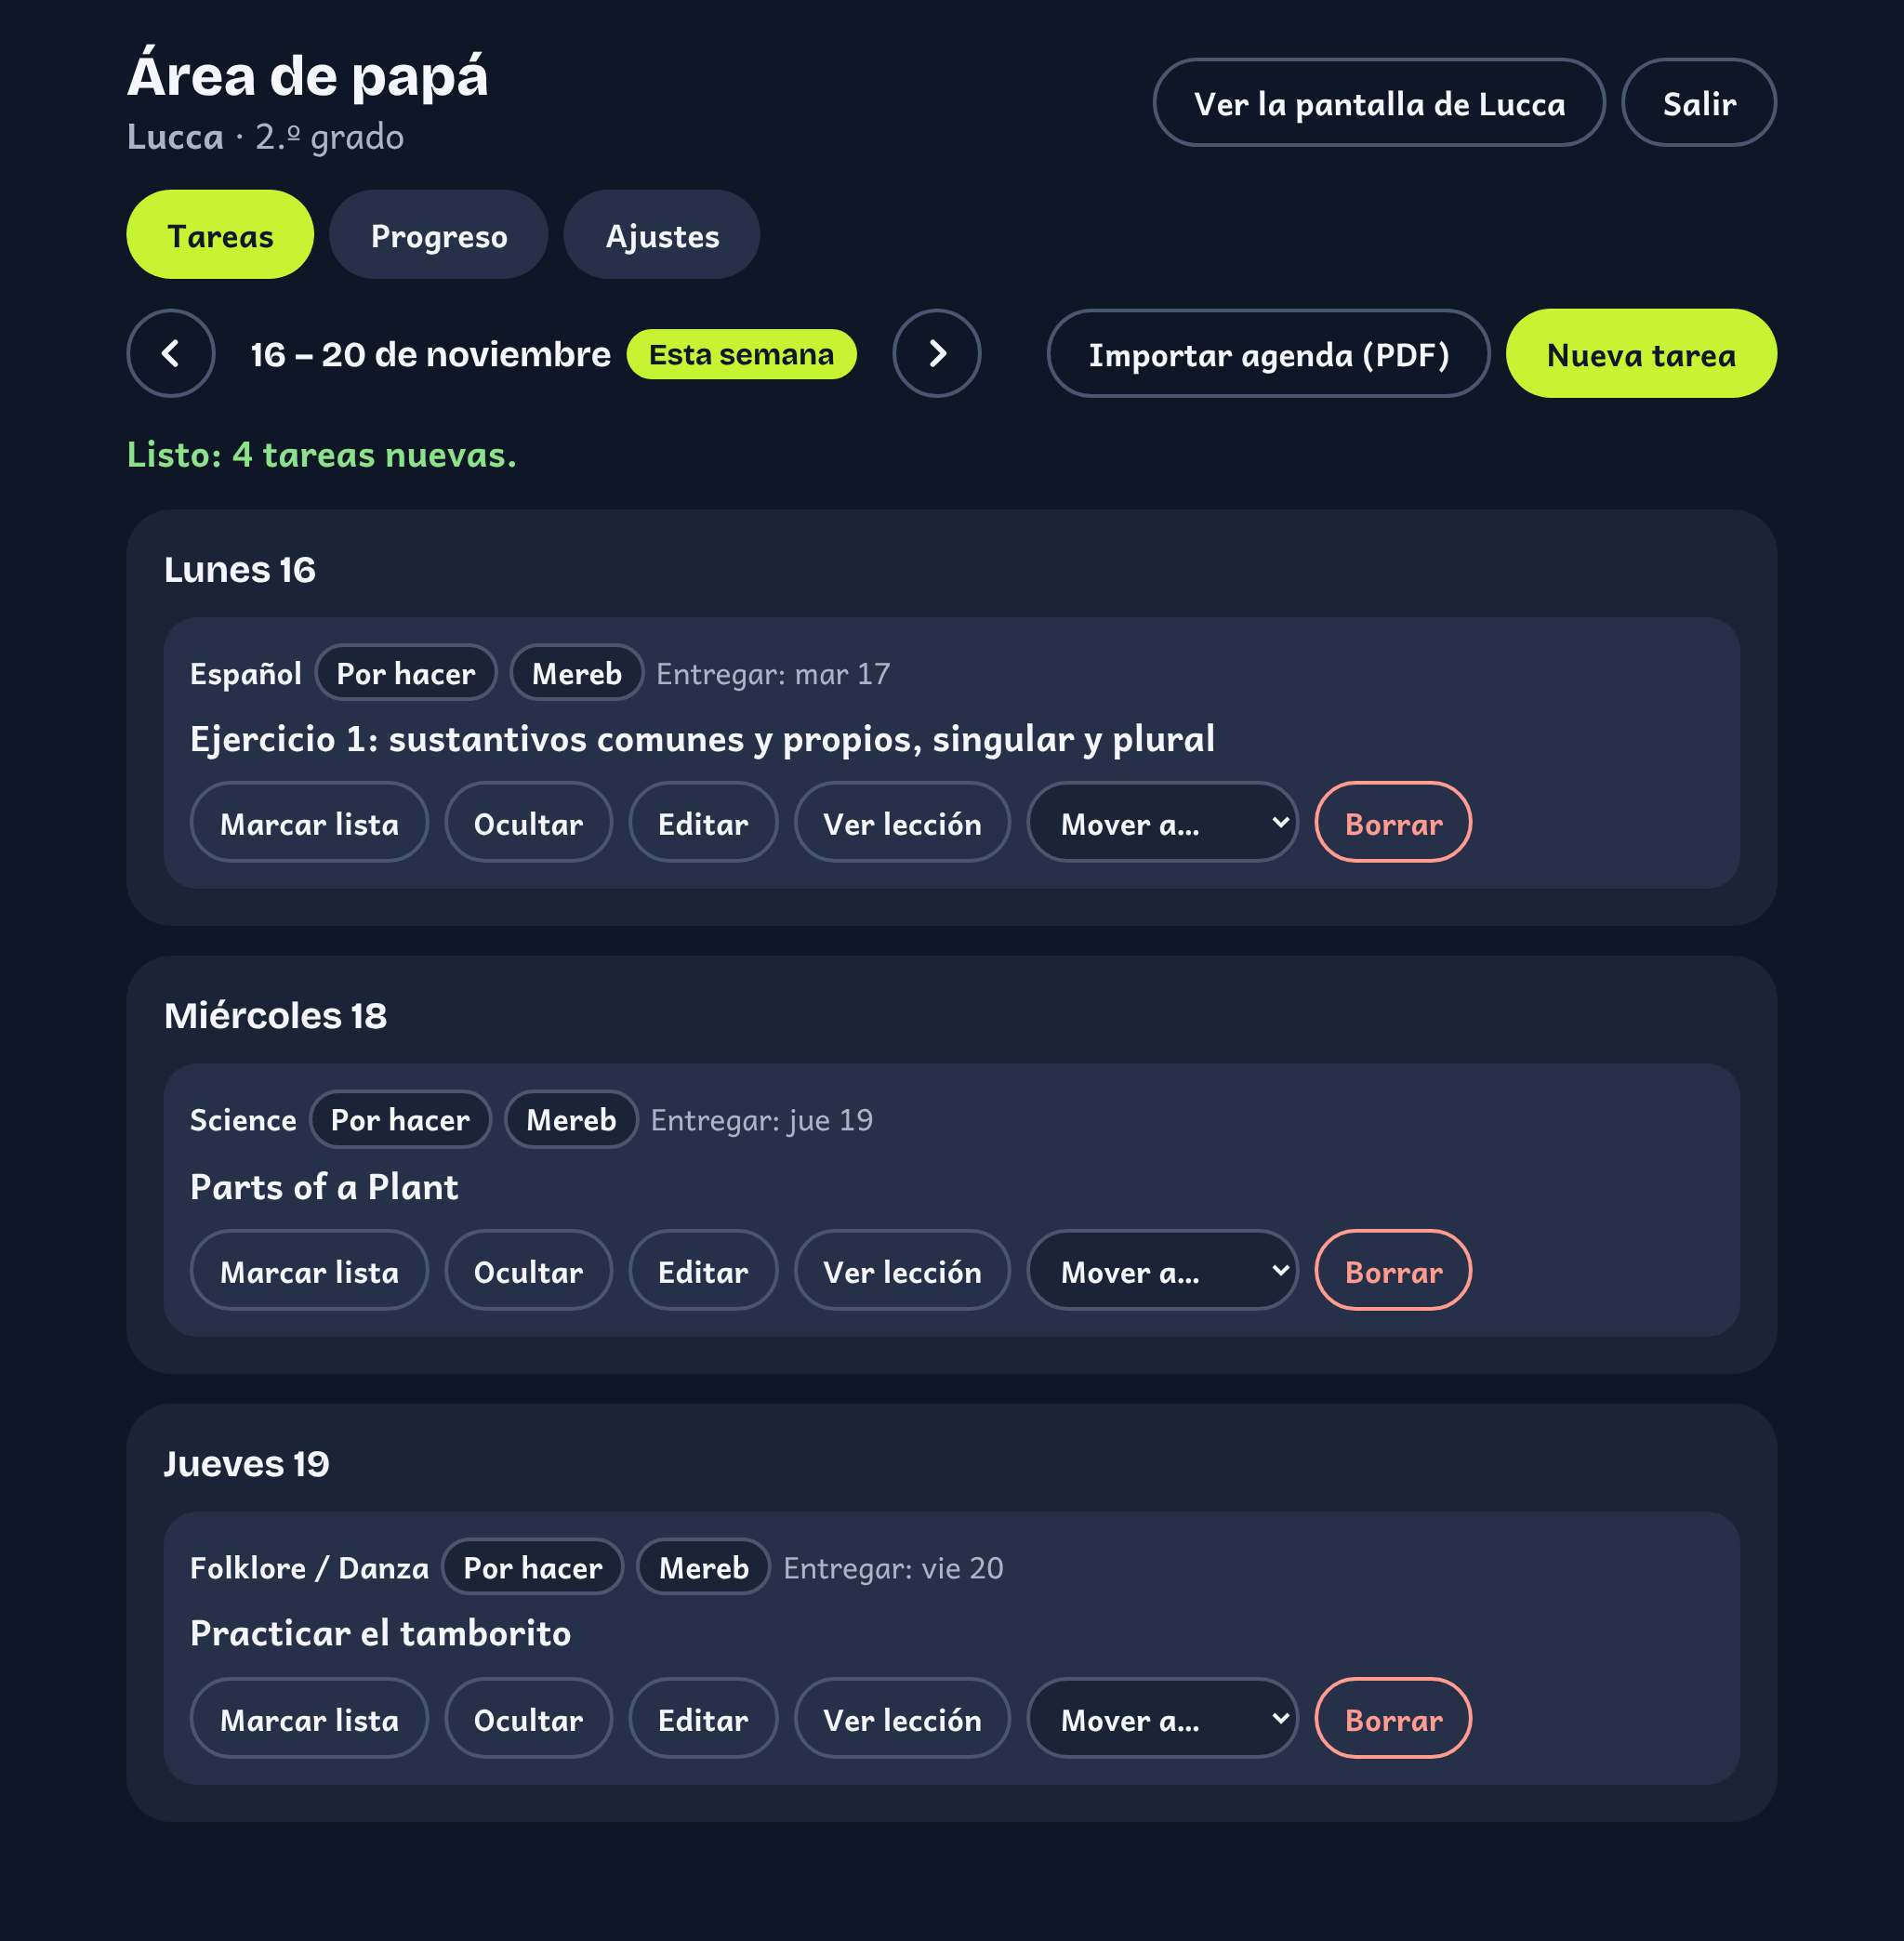 Área de papá
Lucca · 2.º grado
Ver la pantalla de Lucca
Salir
Tareas
Progreso
Ajustes
16 – 20 de noviembre
Esta semana
Importar agenda (PDF)
Nueva tarea
Listo: 4 tareas nuevas.
Lunes 16
Español Por hacer Mereb Entregar: mar 17
Ejercicio 1: sustantivos comunes y propios, singular y plural
Marcar lista Ocultar Editar Ver lección Mover a... Borrar
Miércoles 18
Science Por hacer Mereb Entregar: jue 19
Parts of a Plant
Marcar lista Ocultar Editar Ver lección Mover a... Borrar
Jueves 19
Folklore / Danza Por hacer Mereb Entregar: vie 20
Practicar el tamborito
Marcar lista Ocultar Editar Ver lección Mover a... Borrar